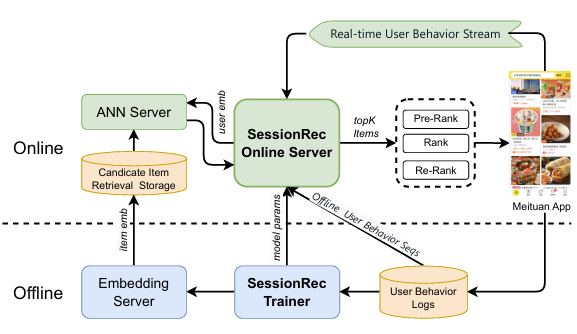 Real-time User Behavior Stream
ANN Server
user emb
SessionRec
Online Server
topK
Items
Pre-Rank
Rank
Re-Rank
Online
Candicate Item
Retrieval Storage
Meituan App
item emb
model params
Offline User Behavior Seqs
Offline
Embedding
Server
SessionRec
Trainer
User Behavior
Logs